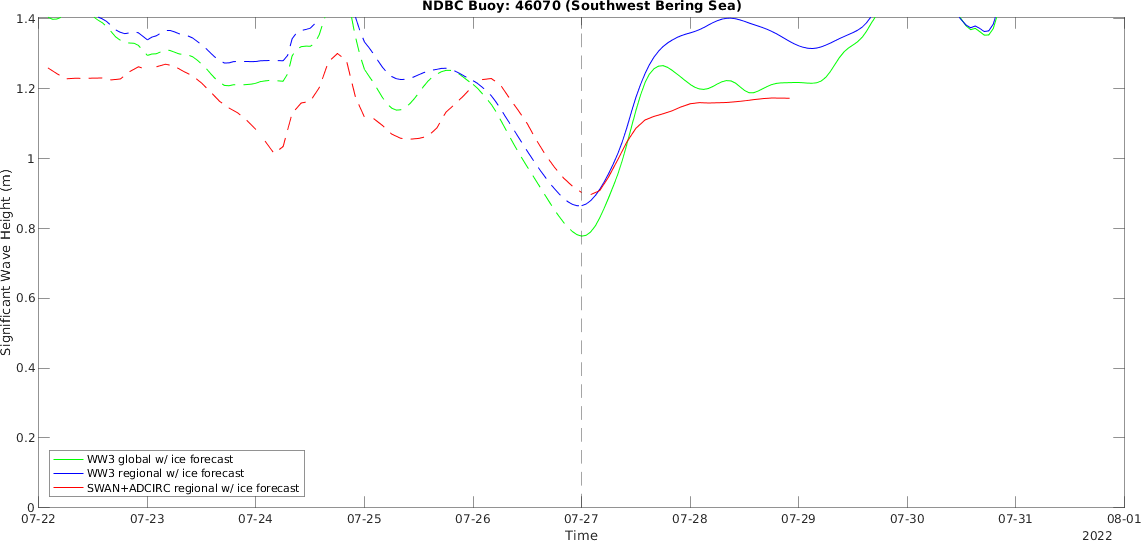 NDBC Buoy: 46070 (Southwest Bering Sea)
1.4
1.2
1
0.8
0.6
0.4
0.2
0
Significant Wave Height (m)
WW3 global w/ ice forecast
WW3 regional w/ ice forecast
SWAN+ADCIRC regional w/ ice forecast
07-22 07-23 07-24 07-25 07-26 07-27 07-28 07-29 07-30 07-31 08-01
Time
2022